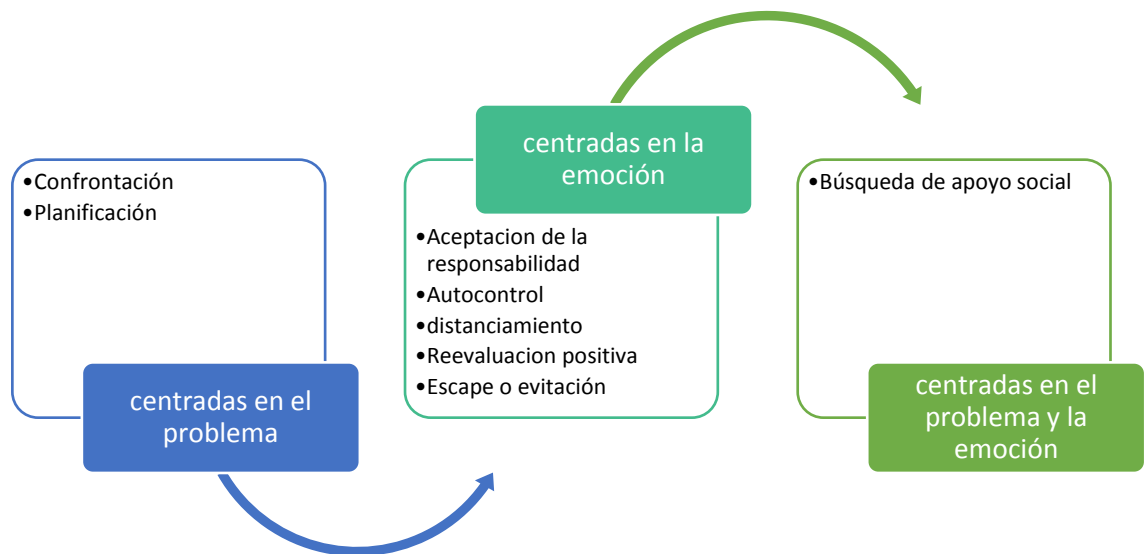 •Confrontación
•Planificación
centradas en el
problema
centradas en la
emoción
•Aceptacion de la
responsabilidad
•Autocontrol
•distanciamiento
•Reevaluacion positiva
•Escape o evitación
•Búsqueda de apoyo social
centradas en el
problema y la
emoción